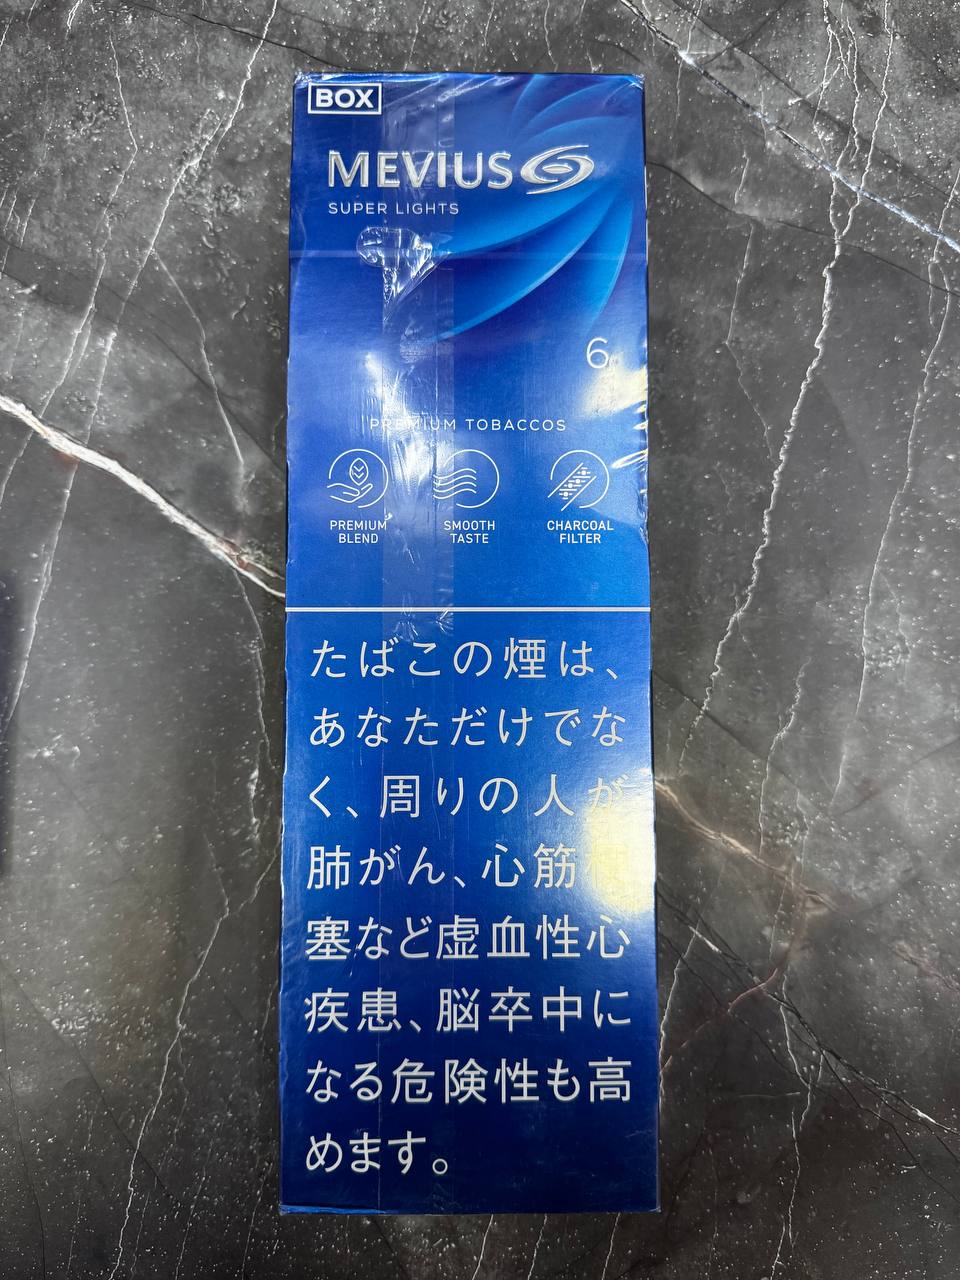 BOX
MEVIUS
SUPER LIGHTS
6
PREMIUM TOBACCOS
PREMIUM BLEND
SMOOTH TASTE
CHARCOAL FILTER
たばこの煙は、
あなただけでな
く、周りの人が
肺がん、心筋梗
塞など虚血性心
疾患、脳卒中に
なる危険性も高
めます。